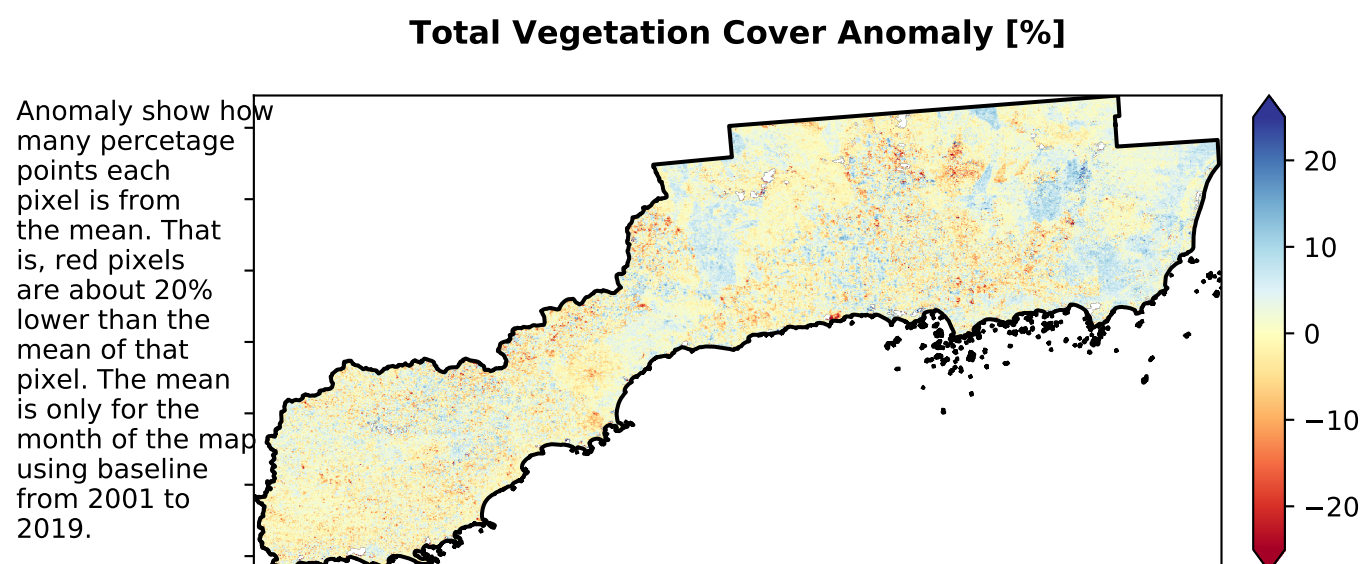 Total Vegetation Cover Anomaly [%]
Anomaly show how
many percetage
points each
pixel is from
the mean. That
is, red pixels
are about 20%
lower than the
mean of that
pixel. The mean
is only for the
month of the map
using baseline
from 2001 to
2019.
20
10
0
−10
−20